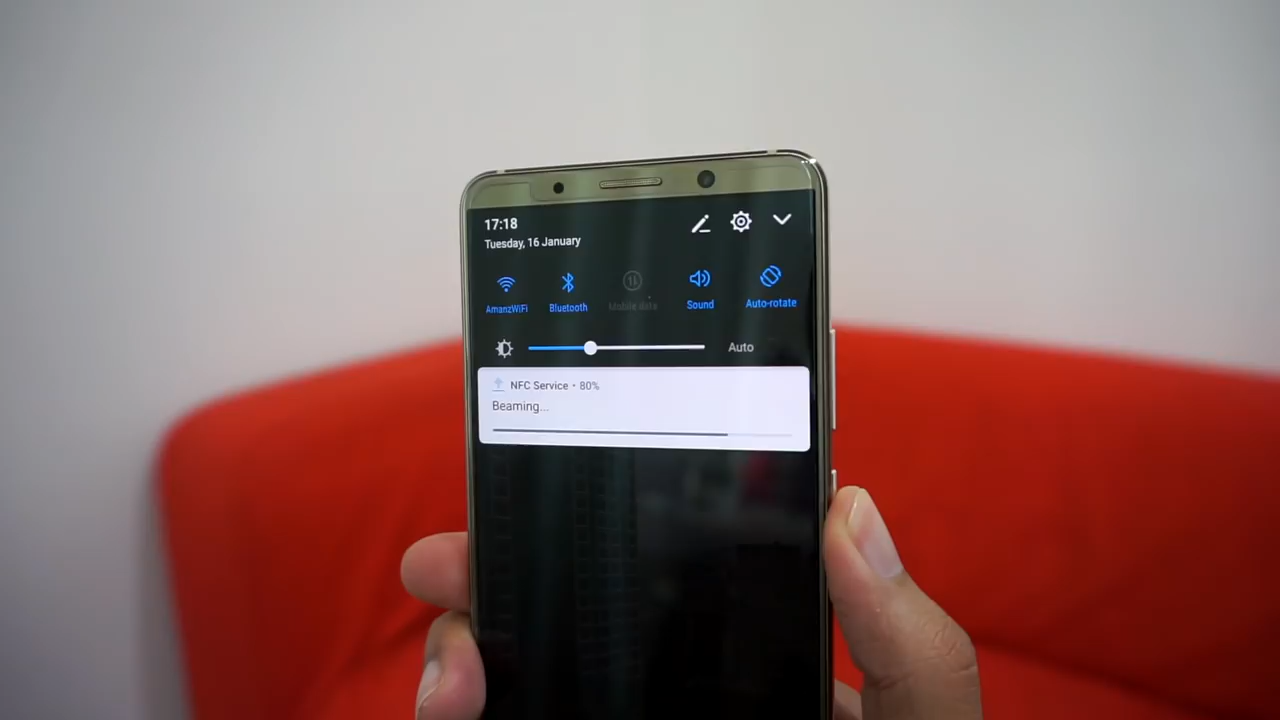 17:18
Tuesday, 16 January
AmanzWiFi
Bluetooth
Mobile data
Sound
Auto-rotate
Auto
NFC Service • 80%
Beaming...